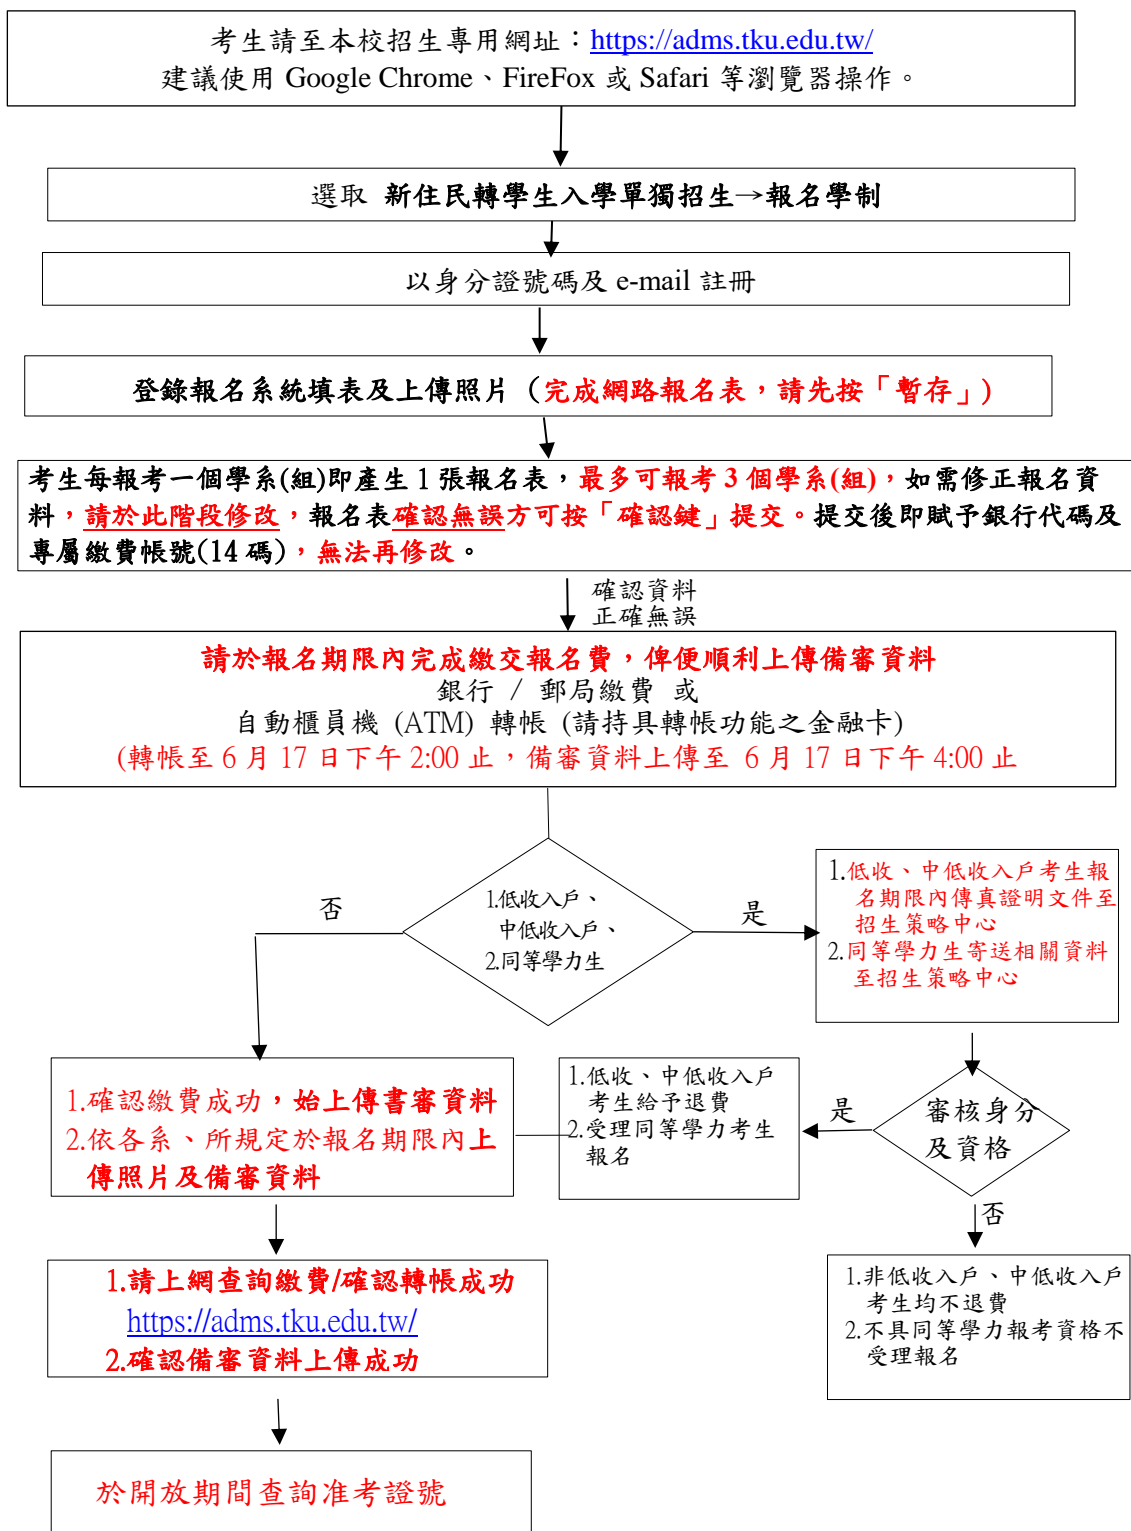 考生請至本校招生專用網址：https://adms.tku.edu.tw/
建議使用 Google Chrome、FireFox 或 Safari 等瀏覽器操作。
選取 新住民轉學生入學單獨招生→報名學制
以身分證號碼及 e-mail 註冊
登錄報名系統填表及上傳照片（完成網路報名表，請先按「暫存」）
考生每報考一個學系(組)即產生 1 張報名表，最多可報考 3 個學系(組)，如需修正報名資
料，請於此階段修改，報名表確認無誤方可按「確認鍵」提交。提交後即賦予銀行代碼及
專屬繳費帳號(14 碼)，無法再修改。
確認資料
正確無誤
請於報名期限內完成繳交報名費，俾便順利上傳備審資料
銀行 / 郵局繳費 或
自動櫃員機 (ATM) 轉帳 (請持具轉帳功能之金融卡)
(轉帳至 6 月 17 日下午 2:00 止，備審資料上傳至 6 月 17 日下午 4:00 止
否
1.低收入戶、
中低收入戶、
2.同等學力生
是
1.低收、中低收入戶考生報
名期限內傳真證明文件至
招生策略中心
2.同等學力生寄送相關資料
至招生策略中心
1.確認繳費成功，始上傳書審資料
2.依各系、所規定於報名期限內上
傳照片及備審資料
1.低收、中低收入戶
考生給予退費
2.受理同等學力考生
報名
是
審核身分
及資格
否
1.請上網查詢繳費/確認轉帳成功
https://adms.tku.edu.tw/
2.確認備審資料上傳成功
1.非低收入戶、中低收入戶
考生均不退費
2.不具同等學力報考資格不
受理報名
於開放期間查詢准考證號